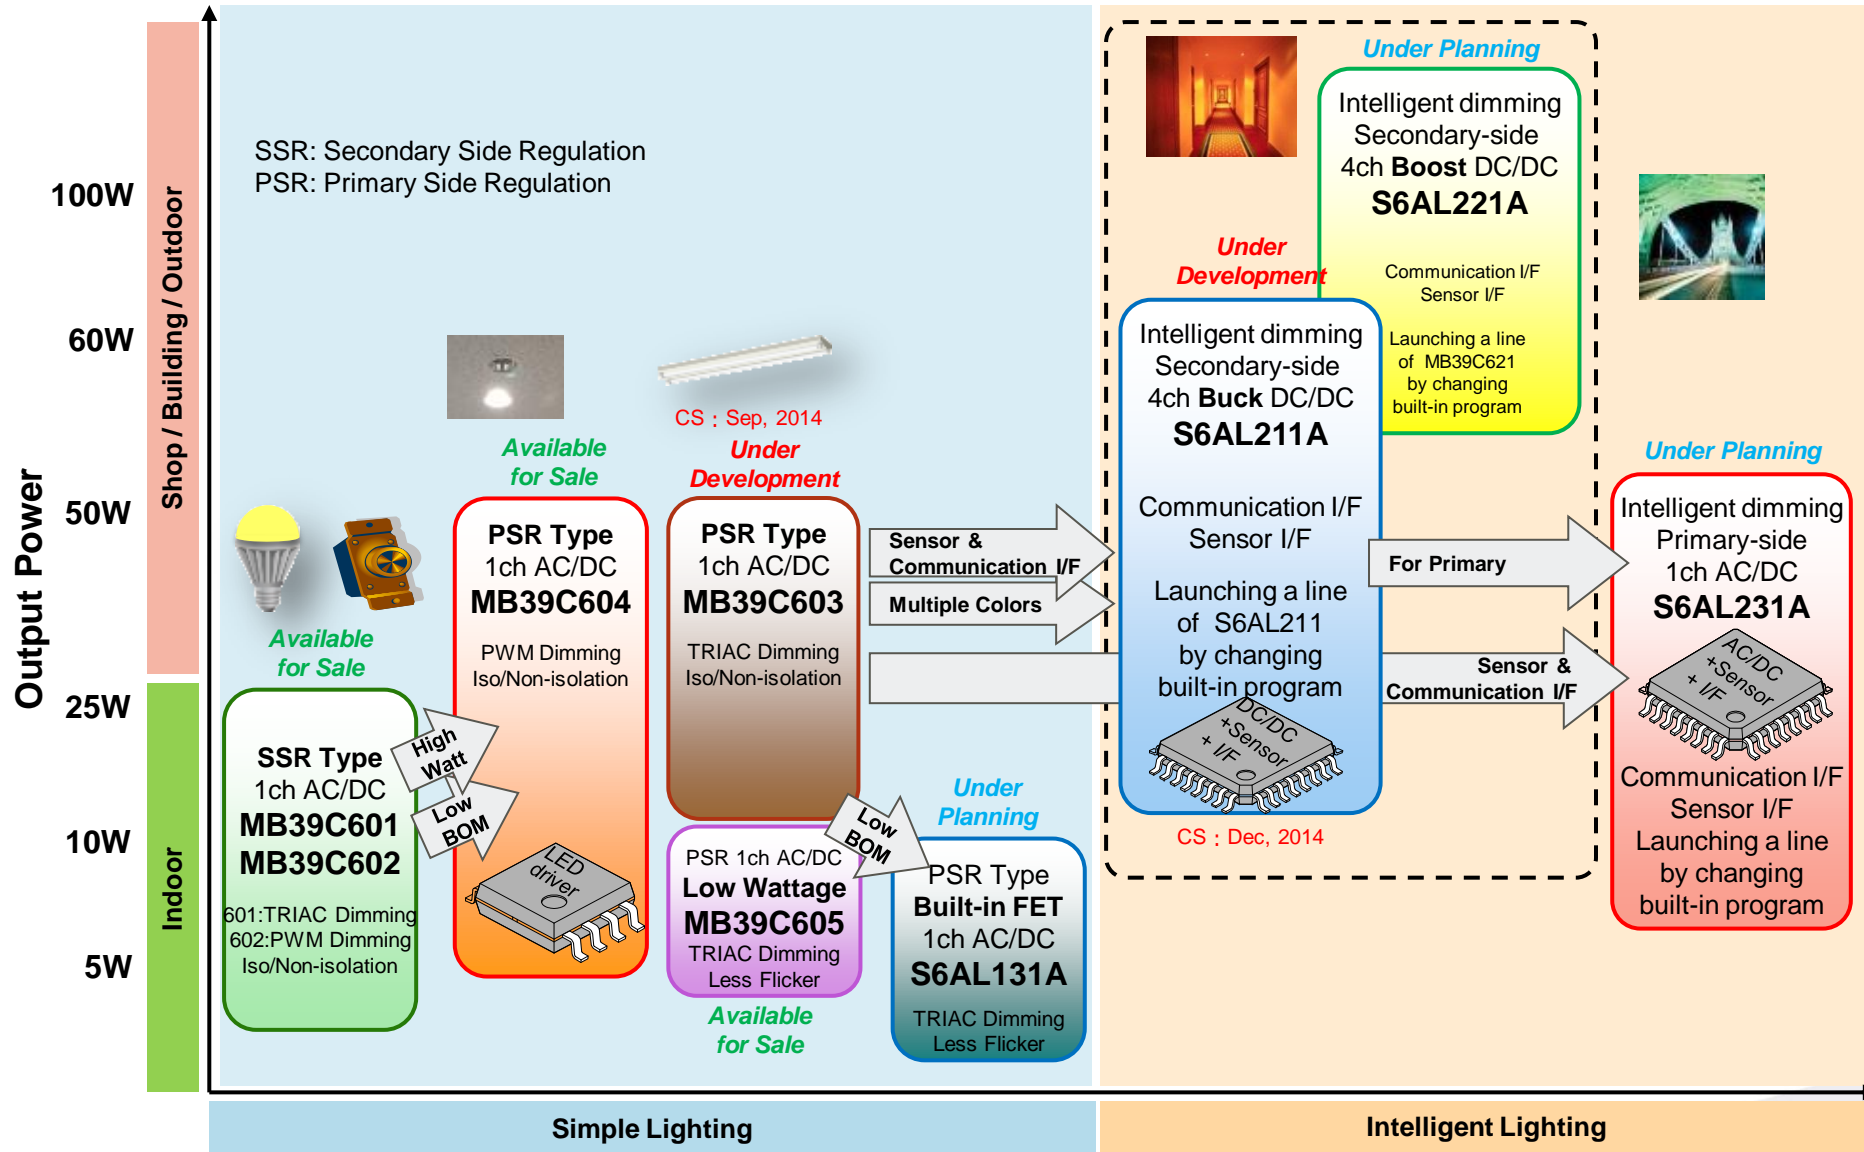 Output Power
100W
60W
50W
25W
10W
5W
Shop / Building / Outdoor
Indoor
SSR: Secondary Side Regulation
PSR: Primary Side Regulation
Available
for Sale
SSR Type
1ch AC/DC
MB39C601
MB39C602
601:TRIAC Dimming
602:PWM Dimming
Iso/Non-isolation
High
Watt
Low
BOM
Available
for Sale
PSR Type
1ch AC/DC
MB39C604
PWM Dimming
Iso/Non-isolation
LED
driver
CS : Sep, 2014
Under
Development
PSR Type
1ch AC/DC
MB39C603
TRIAC Dimming
Iso/Non-isolation
PSR 1ch AC/DC
Low Wattage
MB39C605
TRIAC Dimming
Less Flicker
Available
for Sale
Low
BOM
Under
Planning
PSR Type
Built-in FET
1ch AC/DC
S6AL131A
TRIAC Dimming
Less Flicker
Sensor &
Communication I/F
Multiple Colors
Under
Development
Intelligent dimming
Secondary-side
4ch Buck DC/DC
S6AL211A
Communication I/F
Sensor I/F
Launching a line
of S6AL211
by changing
built-in program
DC/DC
+Sensor
+ I/F
CS : Dec, 2014
Under Planning
Intelligent dimming
Secondary-side
4ch Boost DC/DC
S6AL221A
Communication I/F
Sensor I/F
Launching a line
of MB39C621
by changing
built-in program
For Primary
Sensor &
Communication I/F
Under Planning
Intelligent dimming
Primary-side
1ch AC/DC
S6AL231A
AC/DC
+Sensor
+ I/F
Communication I/F
Sensor I/F
Launching a line
by changing
built-in program
Simple Lighting
Intelligent Lighting